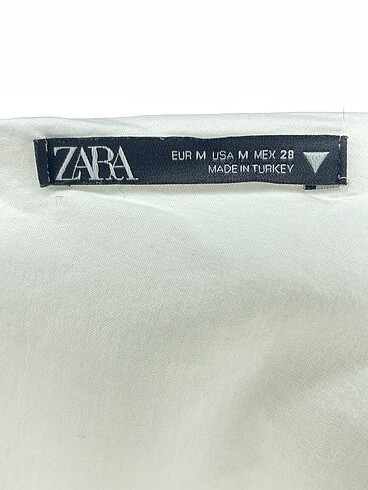 ZARA
EUR M USA M MEX 28
MADE IN TURKEY